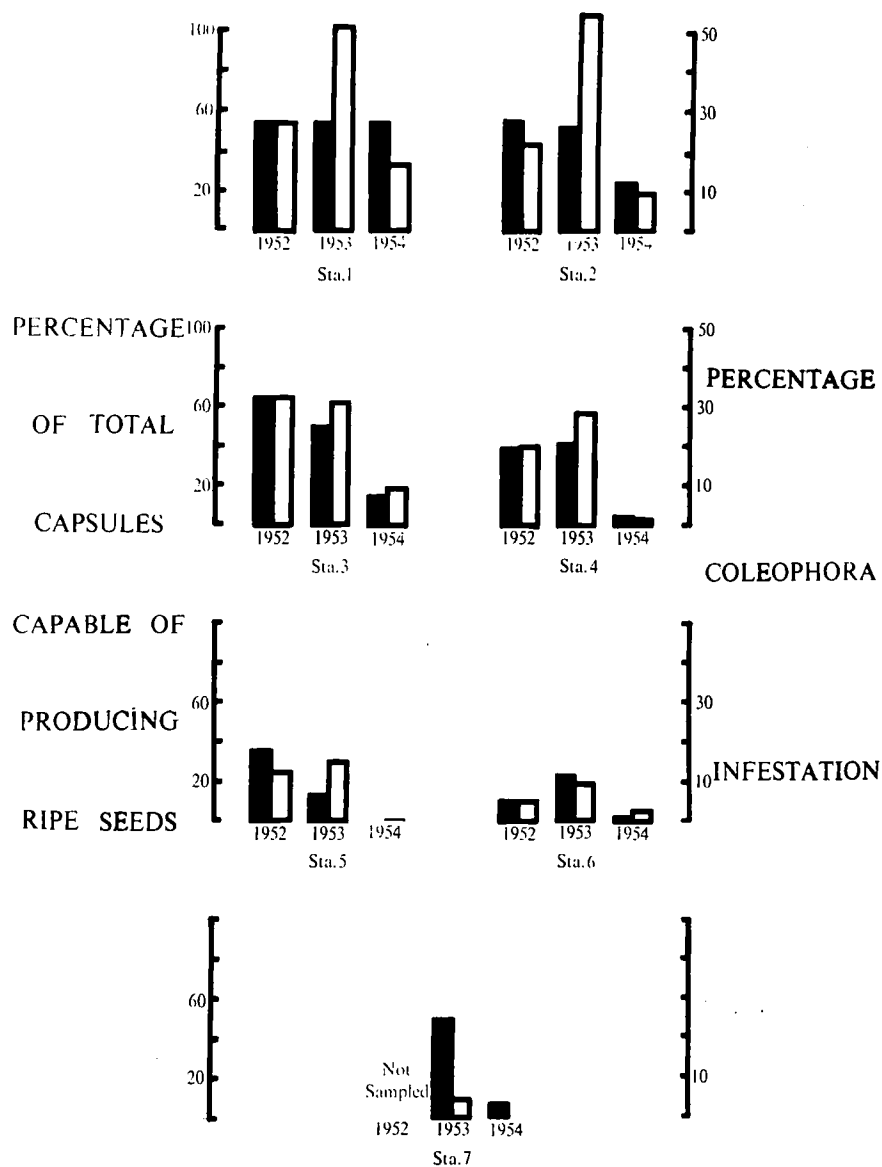 100
60
20
50
30
10
1952 1953 1954
Sta.1
1952 1953 1954
Sta.2
PERCENTAGE
OF TOTAL
CAPSULES
CAPABLE OF
PRODUCING
RIPE SEEDS
100
60
20
50
30
10
PERCENTAGE
COLEOPHORA
INFESTATION
1952 1953 1954
Sta.3
1952 1953 1954
Sta.4
60
20
30
10
1952 1953 1954
Sta.5
1952 1953 1954
Sta.6
60
20
10
Not
Sampled
1952 1953 1954
Sta.7